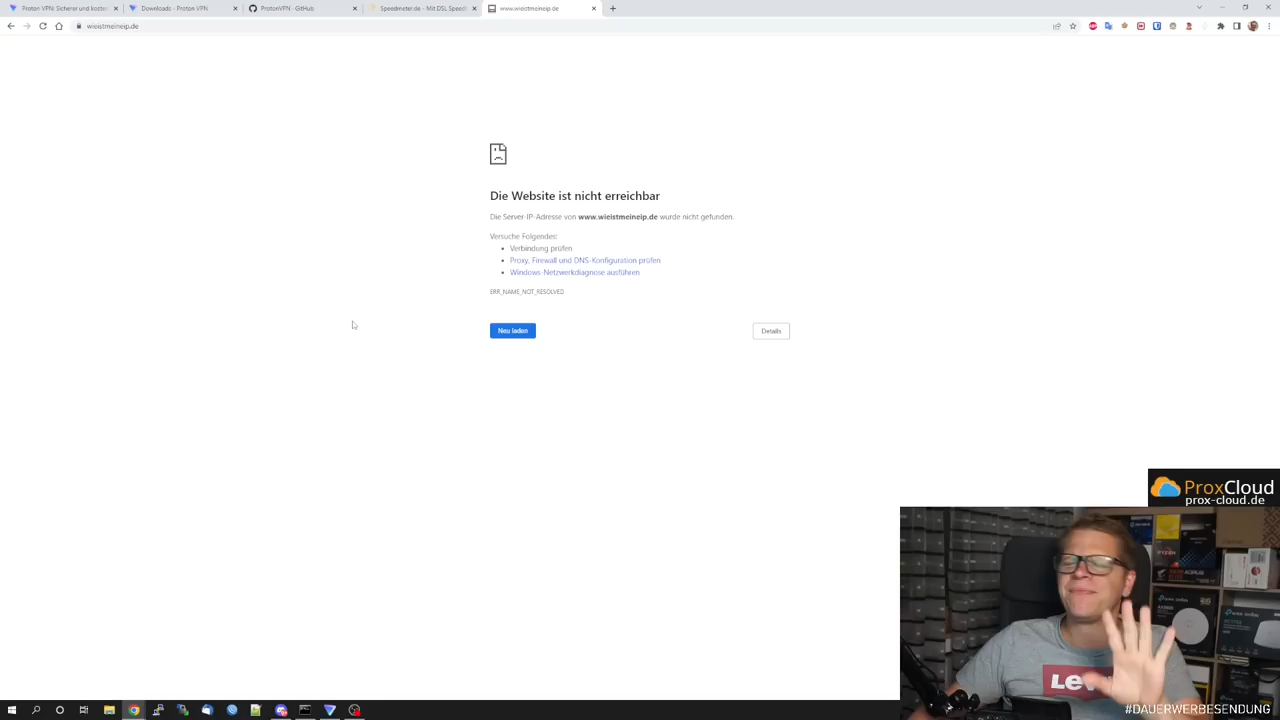 Proton VPN: Sicherer und kosten
Downloads - Proton VPN
ProtonVPN · GitHub
Speedmeter.de - Mit DSL Speed
www.wieistmeineip.de
wieistmeineip.de
Die Website ist nicht erreichbar
Die Server-IP-Adresse von www.wieistmeineip.de wurde nicht gefunden.
Versuche Folgendes:
• Verbindung prüfen
• Proxy, Firewall und DNS-Konfiguration prüfen
• Windows-Netzwerkdiagnose ausführen
ERR_NAME_NOT_RESOLVED
Neu laden
Details
ProxCloud
prox-cloud.de
AORUS
Lev
#DAUERWERBESENDUNG